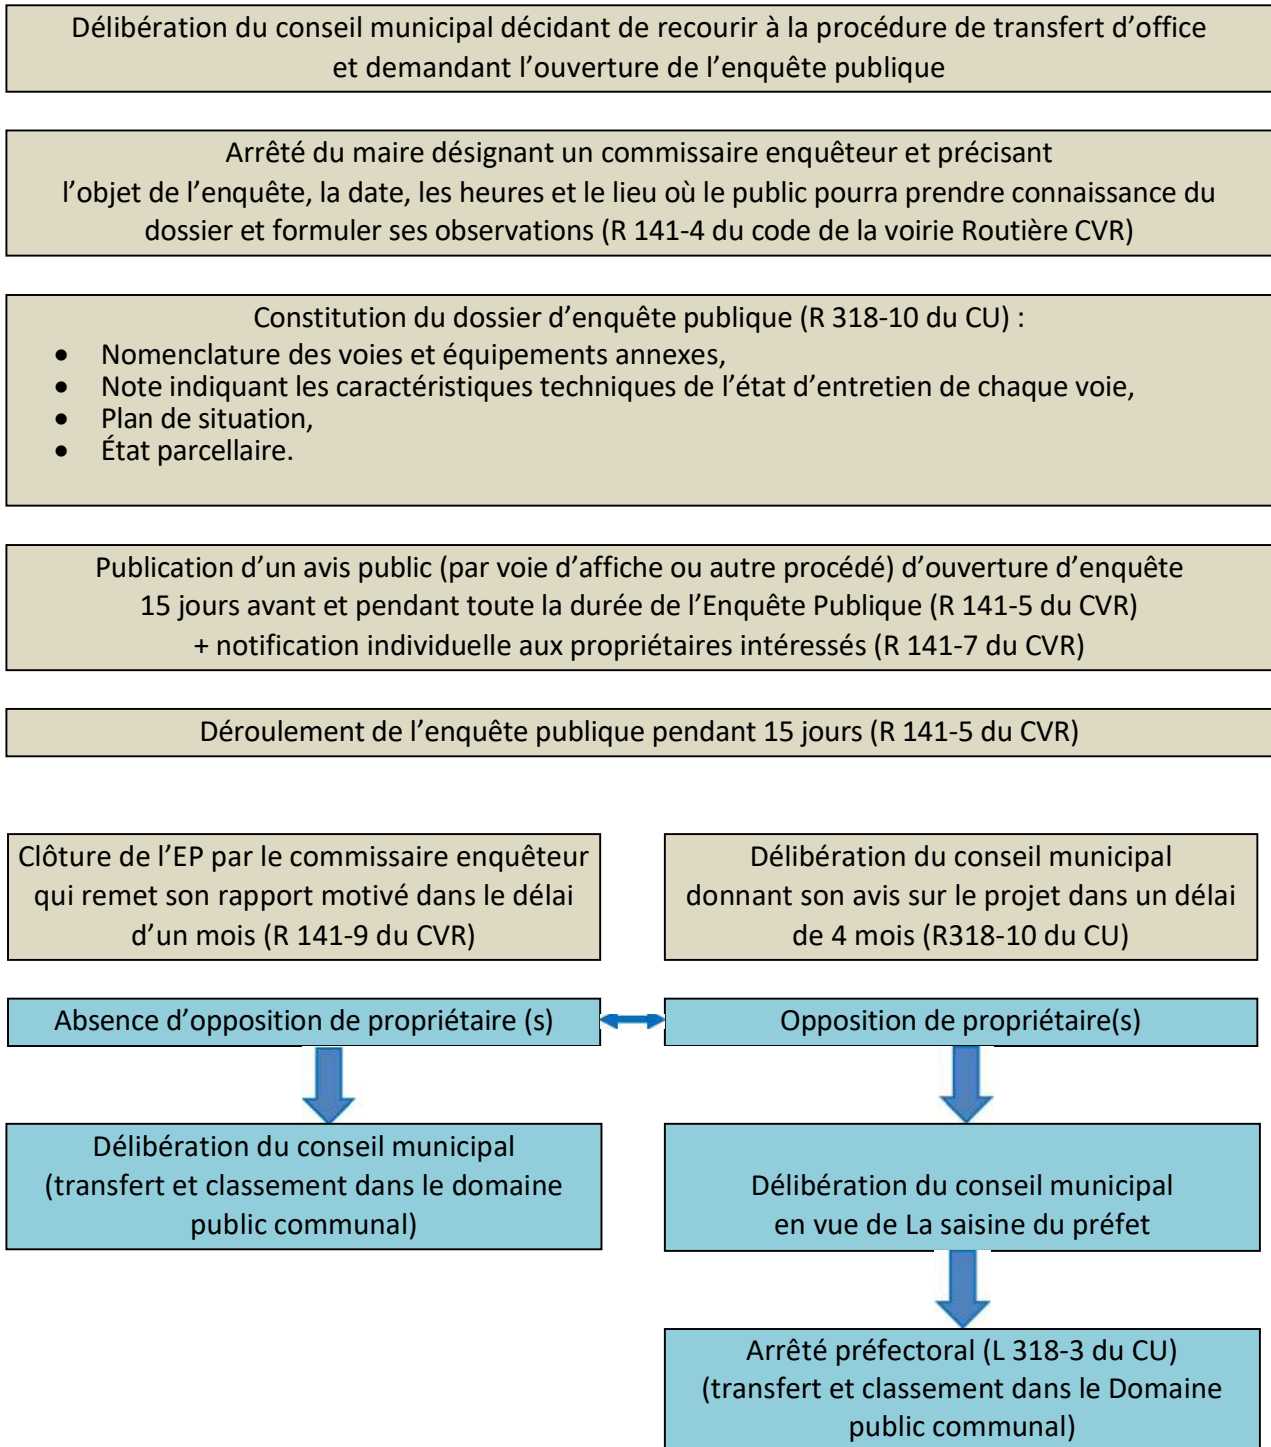 Délibération du conseil municipal décidant de recourir à la procédure de transfert d’office
et demandant l’ouverture de l’enquête publique
Arrêté du maire désignant un commissaire enquêteur et précisant
l’objet de l’enquête, la date, les heures et le lieu où le public pourra prendre connaissance du
dossier et formuler ses observations (R 141-4 du code de la voirie Routière CVR)
Constitution du dossier d’enquête publique (R 318-10 du CU) :
• Nomenclature des voies et équipements annexes,
• Note indiquant les caractéristiques techniques de l’état d’entretien de chaque voie,
• Plan de situation,
• État parcellaire.
Publication d’un avis public (par voie d’affiche ou autre procédé) d’ouverture d’enquête
15 jours avant et pendant toute la durée de l’Enquête Publique (R 141-5 du CVR)
+ notification individuelle aux propriétaires intéressés (R 141-7 du CVR)
Déroulement de l’enquête publique pendant 15 jours (R 141-5 du CVR)
Clôture de l’EP par le commissaire enquêteur
qui remet son rapport motivé dans le délai
d’un mois (R 141-9 du CVR)
Délibération du conseil municipal
donnant son avis sur le projet dans un délai
de 4 mois (R318-10 du CU)
Absence d’opposition de propriétaire (s)
Opposition de propriétaire(s)
Délibération du conseil municipal
(transfert et classement dans le domaine
public communal)
Délibération du conseil municipal
en vue de La saisine du préfet
Arrêté préfectoral (L 318-3 du CU)
(transfert et classement dans le Domaine
public communal)